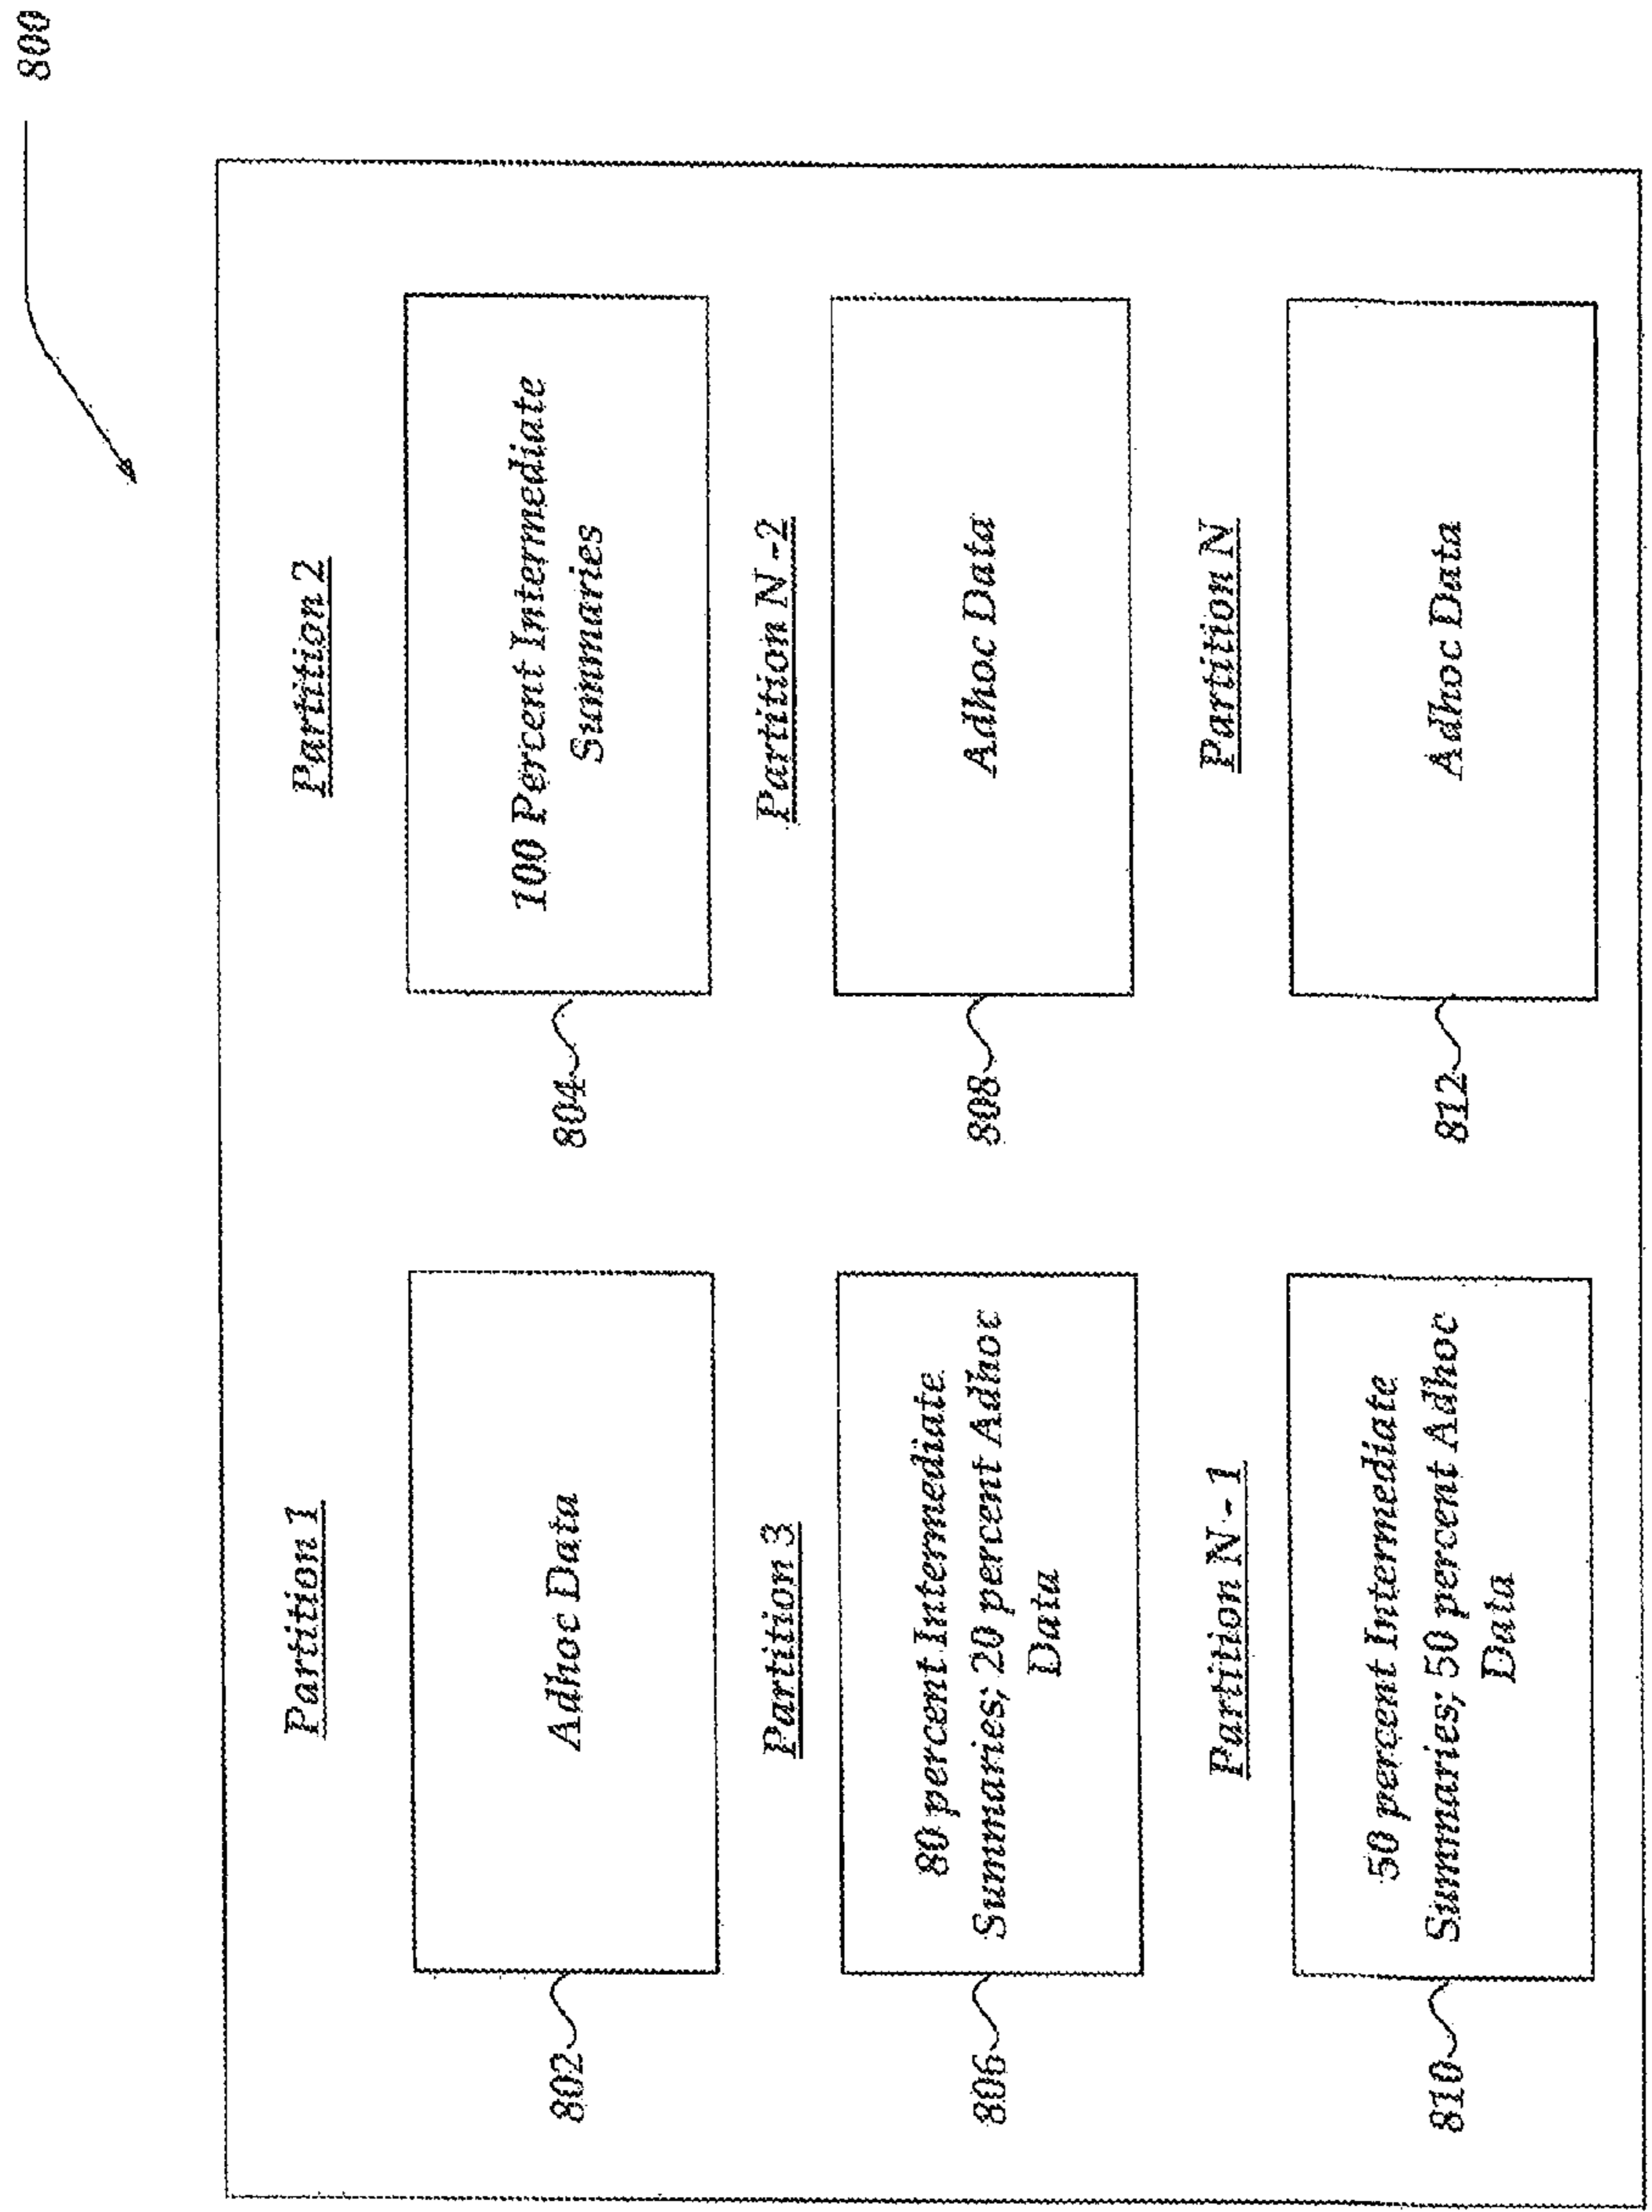 800
Partition 1
Partition 2
802
Adhoc Data
804
100 Percent Intermediate
Summaries
Partition 3
Partition N -2
806
80 percent Intermediate
Summaries; 20 percent Adhoc
Data
808
Adhoc Data
Partition N - 1
Partition N
810
50 percent Intermediate
Summaries; 50 percent Adhoc
Data
812
Adhoc Data